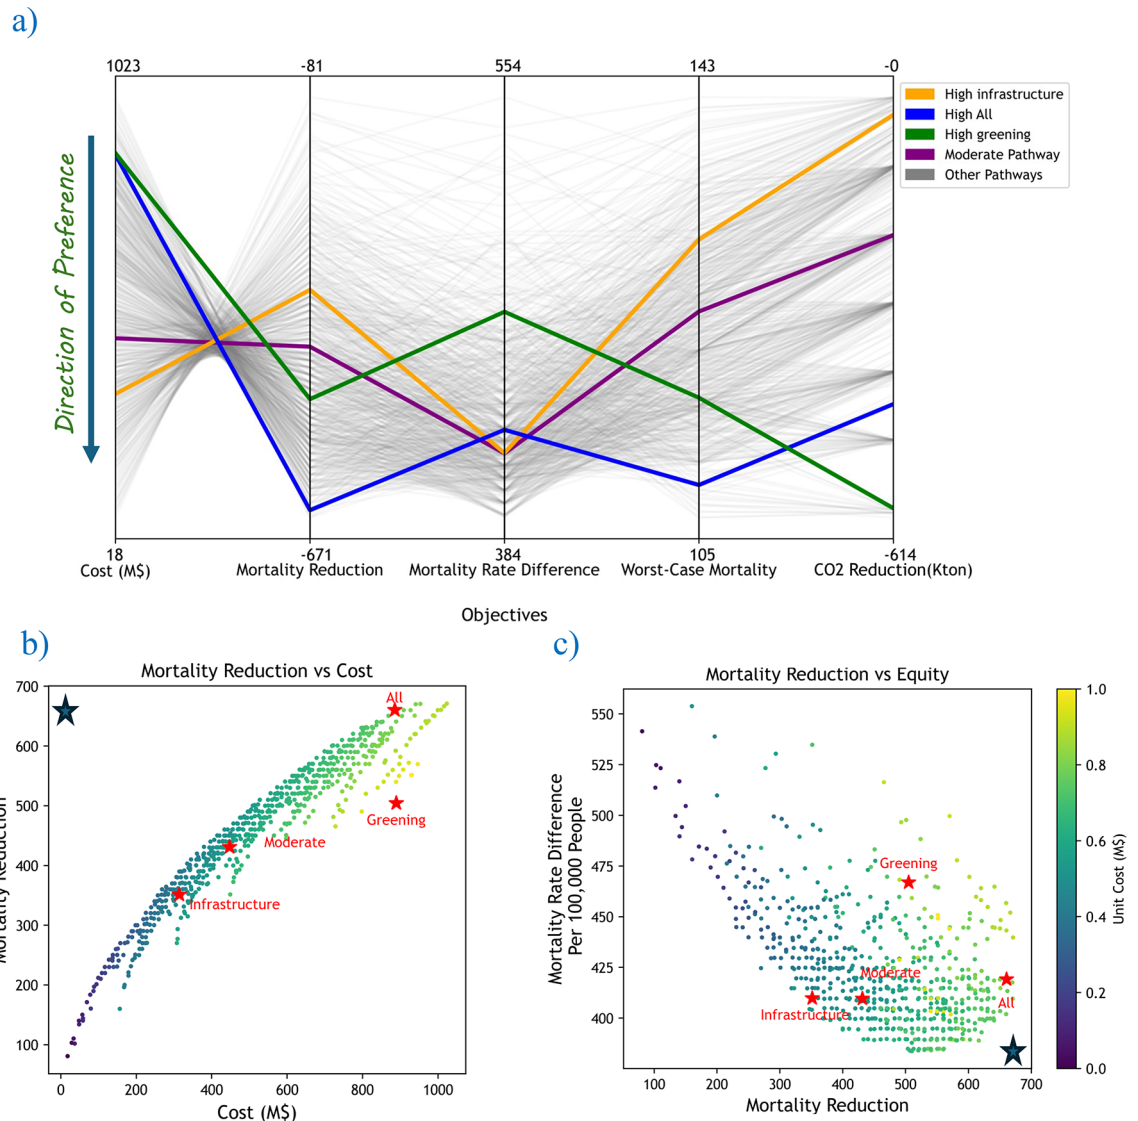 a)
1023 -81 554 143 -0
High infrastructure
High All
High greening
Moderate Pathway
Other Pathways
Direction of Preference
18 -671 384 105 -614
Cost (M$) Mortality Reduction Mortality Rate Difference Worst-Case Mortality CO2 Reduction(Kton)
Objectives
b)
Mortality Reduction vs Cost
700
600
500
400
300
200
100
Mortality Reduction
All
Greening
Moderate
Infrastructure
0 200 400 600 800 1000
Cost (M$)
c)
Mortality Reduction vs Equity
550
525
500
475
450
425
400
Mortality Rate Difference
Per 100,000 People
Greening
Moderate
Infrastructure
All
100 200 300 400 500 600 700
Mortality Reduction
1.0
0.8
0.6
0.4
0.2
0.0
Unit Cost (M$)